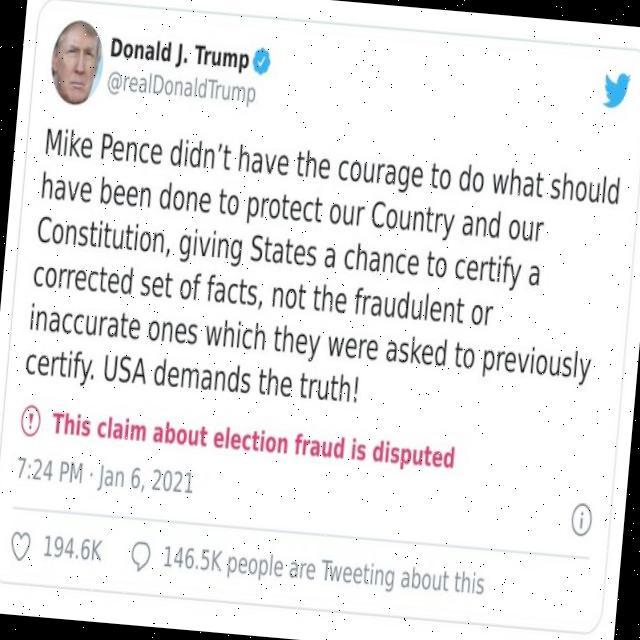 Donald J. Trump
@realDonaldTrump
Mike Pence didn't have the courage to do what should
have been done to protect our Country and our
Constitution, giving States a chance to certify a
corrected set of facts, not the fraudulent or
inaccurate ones which they were asked to previously
certify. USA demands the truth!
This claim about election fraud is disputed
7:24 PM · Jan 6, 2021
194.6K 146.5K people are Tweeting about this